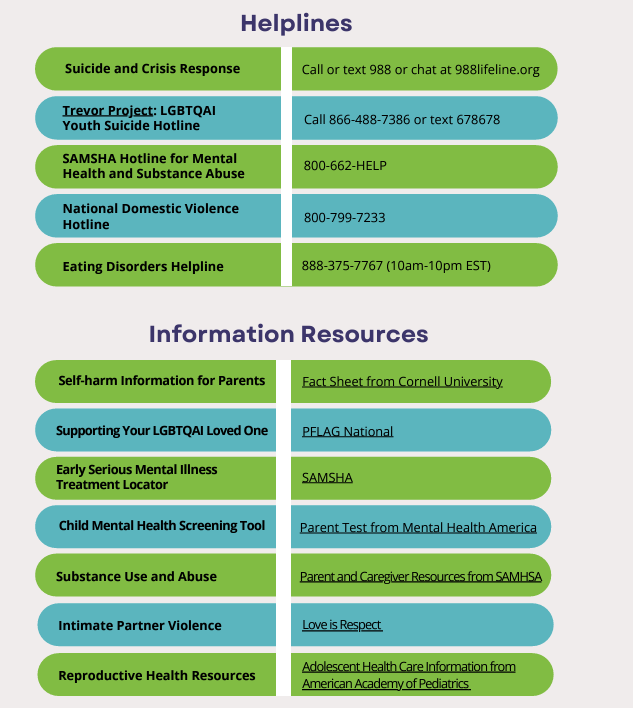 Helplines
Suicide and Crisis Response
Call or text 988 or chat at 988lifeline.org
Trevor Project: LGBTQAI
Youth Suicide Hotline
Call 866-488-7386 or text 678678
SAMSHA Hotline for Mental
Health and Substance Abuse
800-662-HELP
National Domestic Violence
Hotline
800-799-7233
Eating Disorders Helpline
888-375-7767 (10am-10pm EST)
Information Resources
Self-harm Information for Parents
Fact Sheet from Cornell University
Supporting Your LGBTQAI Loved One
PFLAG National
Early Serious Mental Illness
Treatment Locator
SAMSHA
Child Mental Health Screening Tool
Parent Test from Mental Health America
Substance Use and Abuse
Parent and Caregiver Resources from SAMHSA
Intimate Partner Violence
Love is Respect
Reproductive Health Resources
Adolescent Health Care Information from
American Academy of Pediatrics